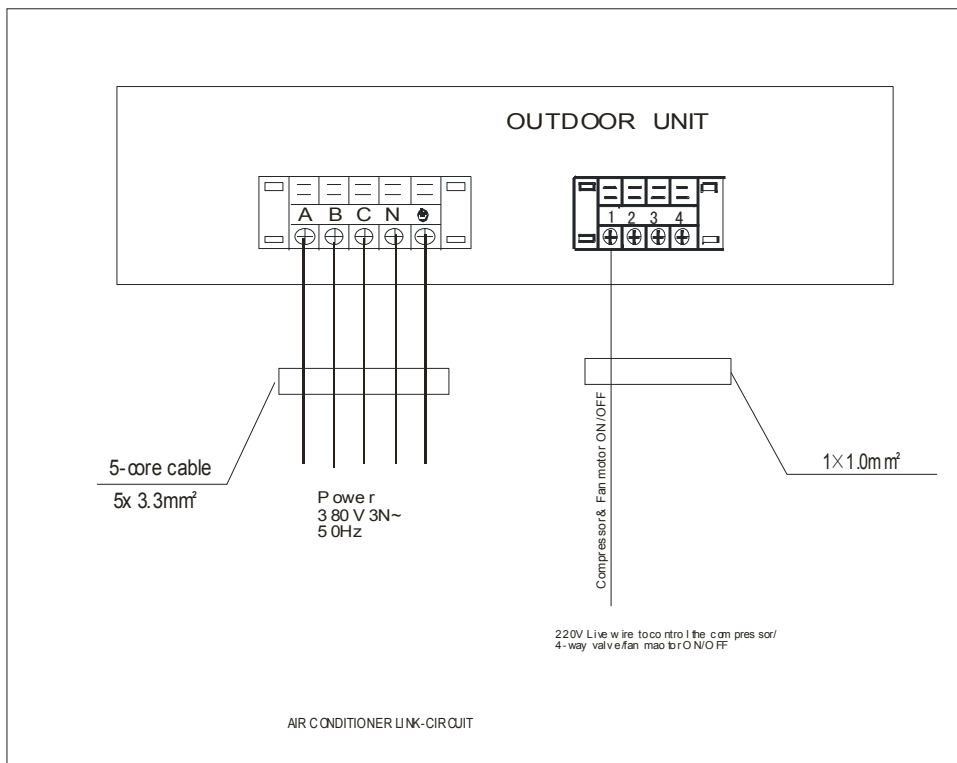 OUTDOOR UNIT
A B C N
1 2 3 4
5-core cable
5x 3.3mm²
Power
380V 3N~
50Hz
Compressor& Fan motor ON/OFF
1×1.0mm²
220V Live wire to control the compressor/
4-way valve/fan maotor ON/OFF
AIR CONDITIONER LINK-CIRCUIT